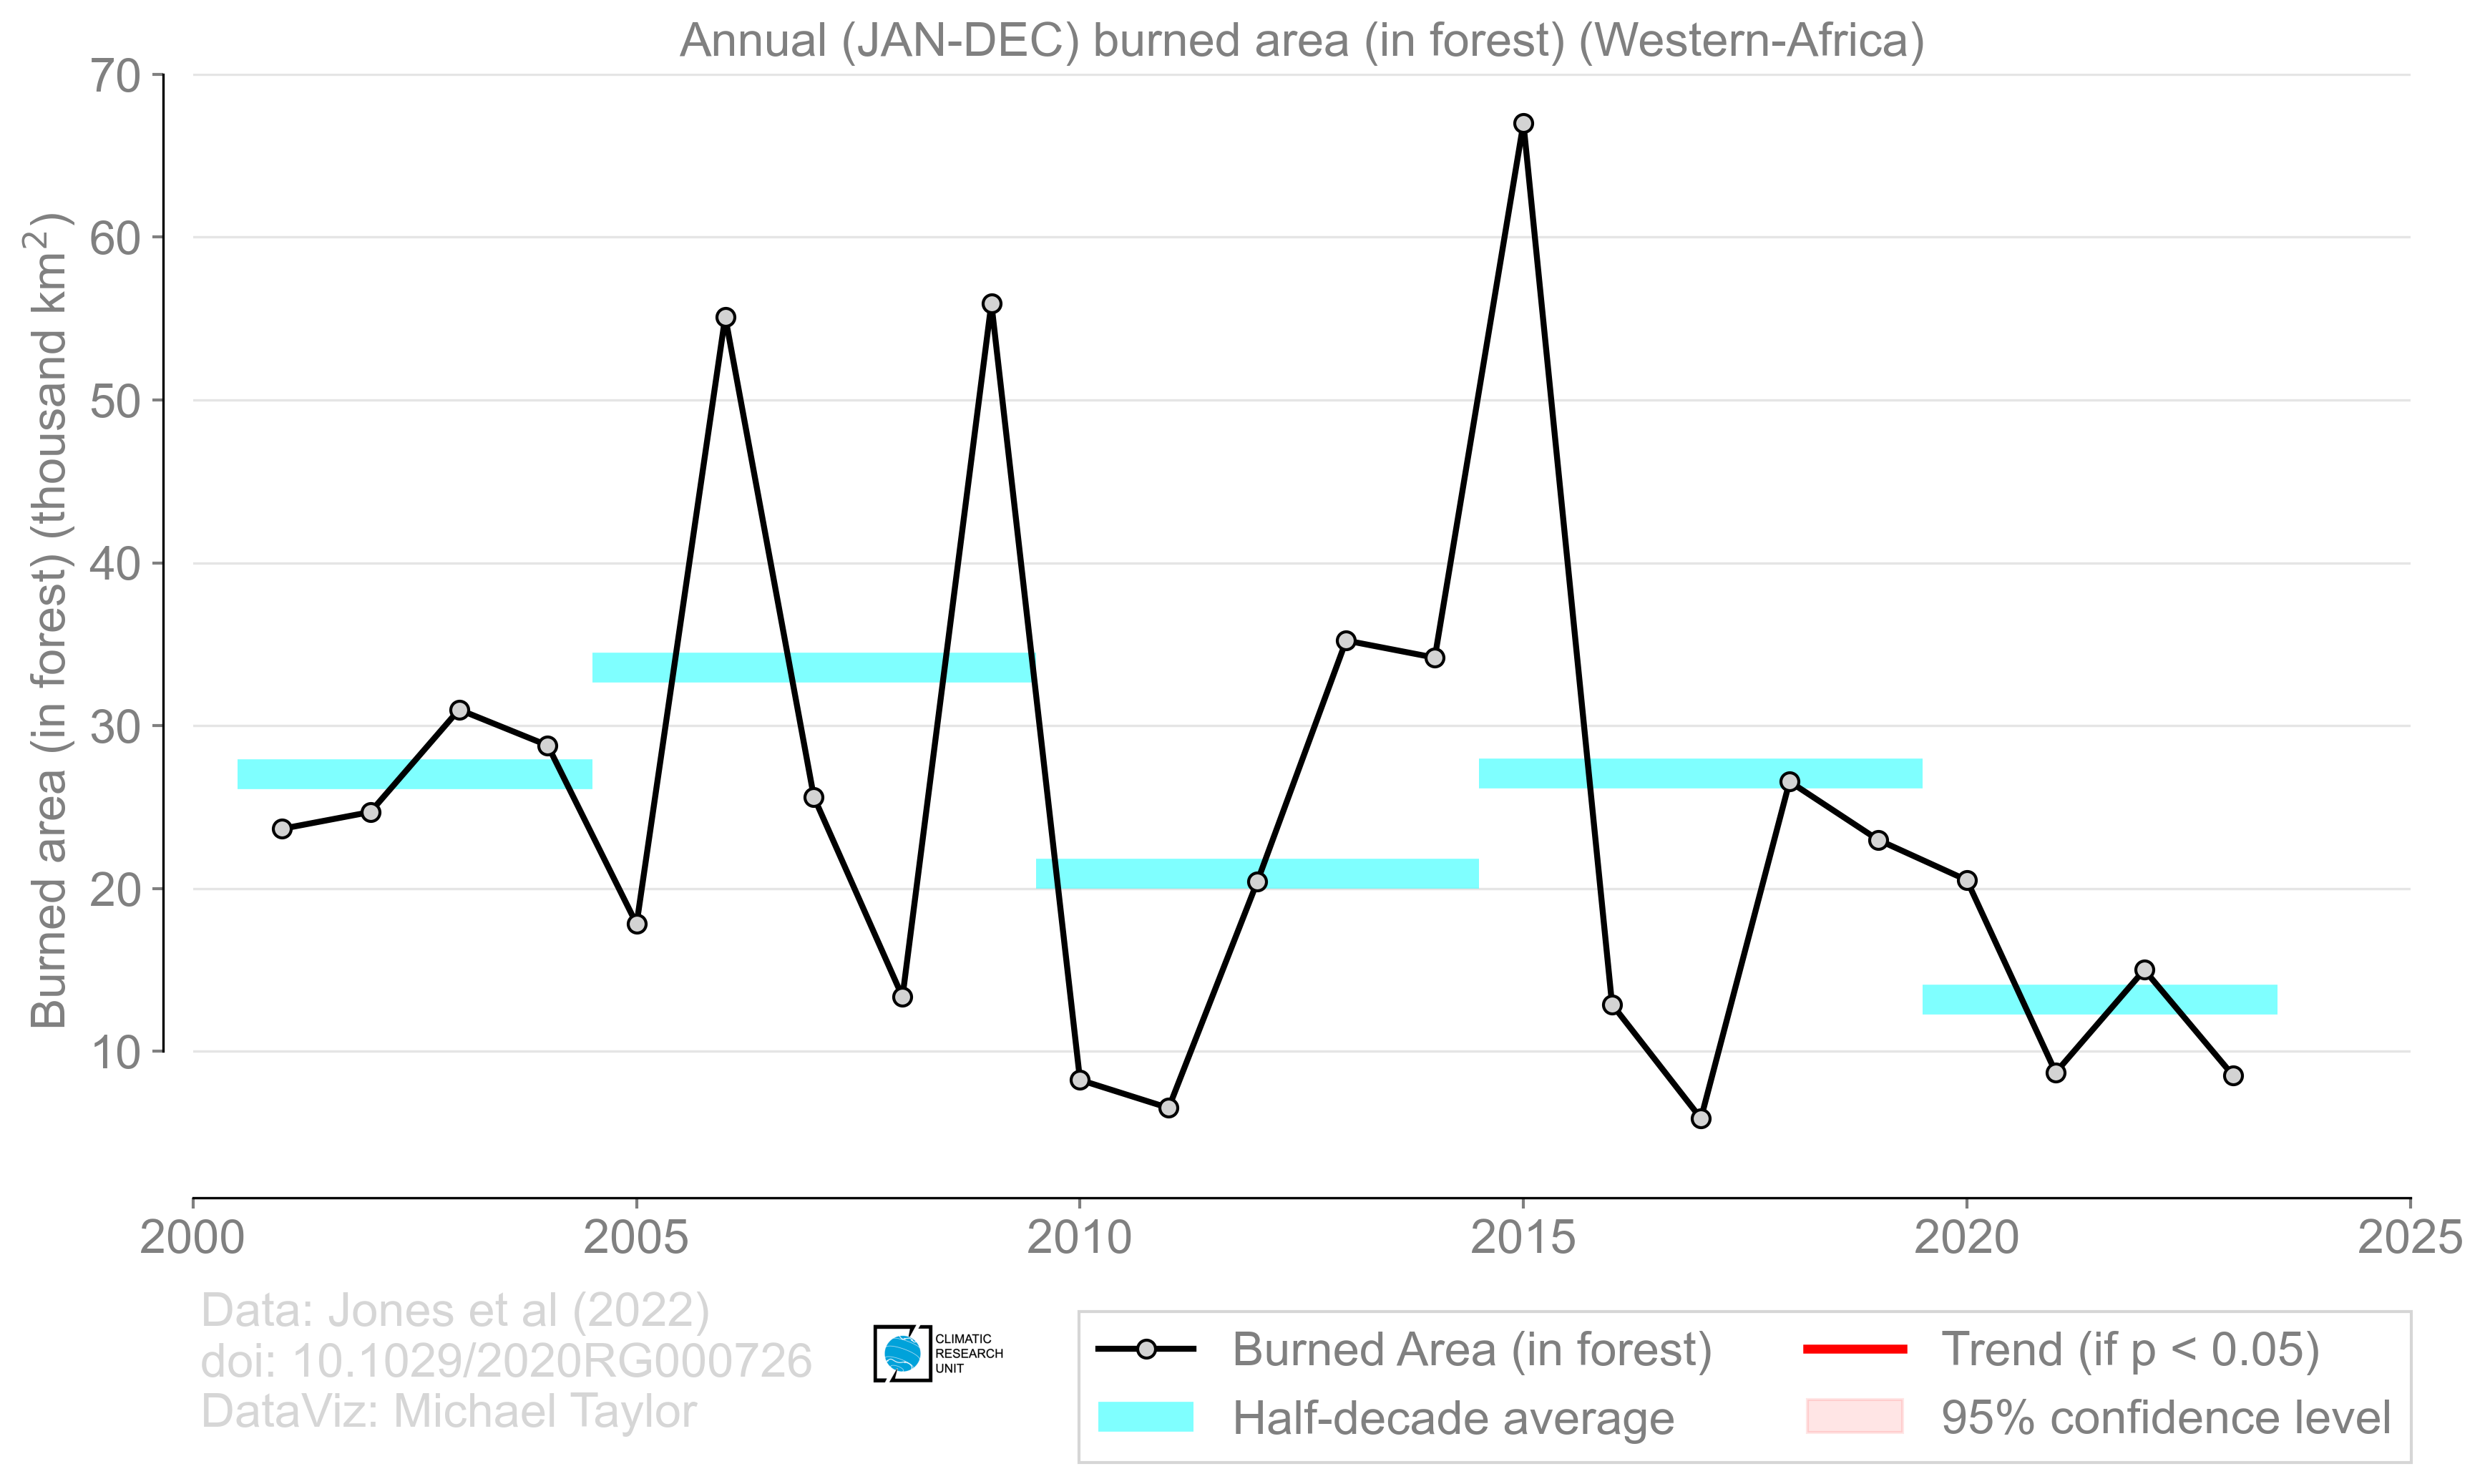 Annual (JAN-DEC) burned area (in forest) (Western-Africa)
Burned area (in forest) (thousand km²)
70
60
50
40
30
20
10
2000
2005
2010
2015
2020
2025
Data: Jones et al (2022)
doi: 10.1029/2020RG000726
DataViz: Michael Taylor
CLIMATIC
RESEARCH
UNIT
Burned Area (in forest)
Half-decade average
Trend (if p < 0.05)
95% confidence level